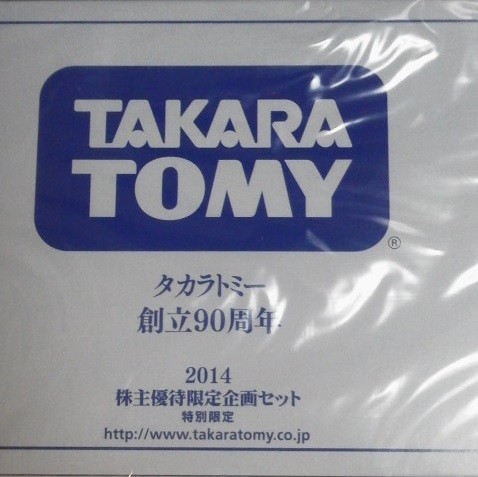 TAKARA
TOMY
®
タカラトミー
創立90周年
2014
株主優待限定企画セット
特別限定
http://www.takaratomy.co.jp